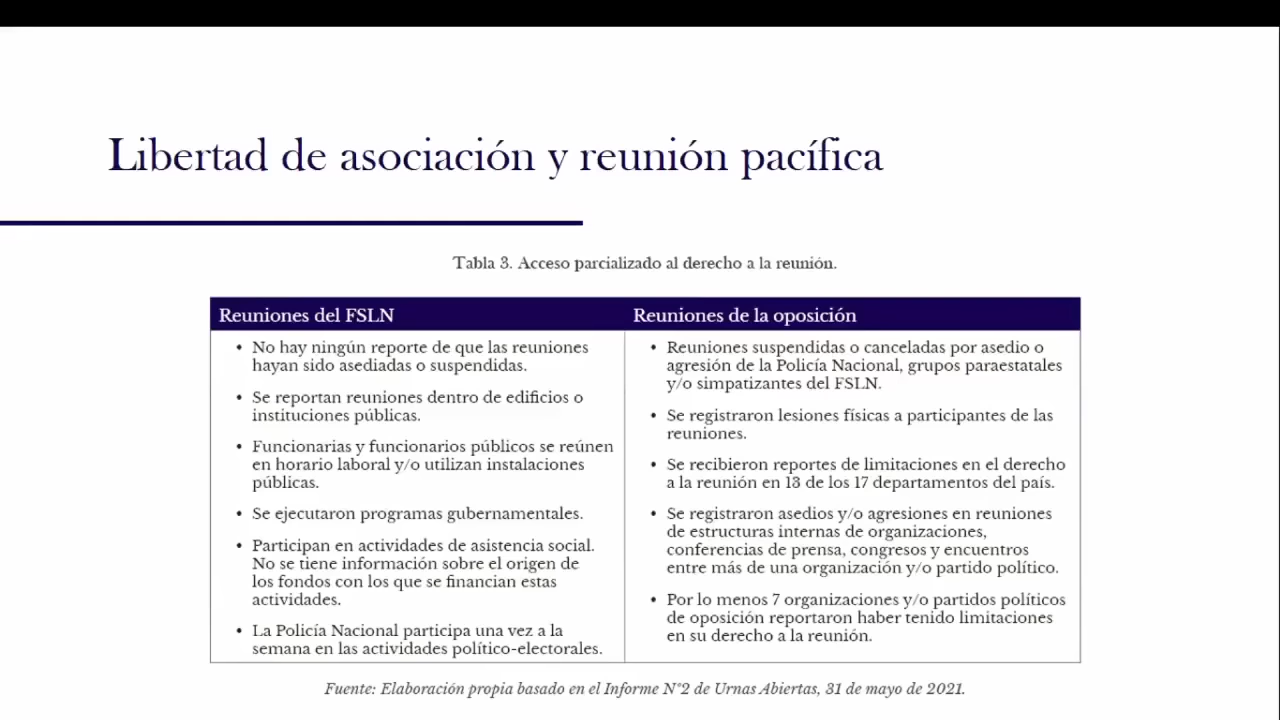 Libertad de asociación y reunión pacífica
Tabla 3. Acceso parcializado al derecho a la reunión.
Reuniones del FSLN
• No hay ningún reporte de que las reuniones
hayan sido asediadas o suspendidas.
• Se reportan reuniones dentro de edificios o
instituciones públicas.
• Funcionarias y funcionarios públicos se reúnen
en horario laboral y/o utilizan instalaciones
públicas.
• Se ejecutaron programas gubernamentales.
• Participan en actividades de asistencia social.
No se tiene información sobre el origen de
los fondos con los que se financian estas
actividades.
• La Policía Nacional participa una vez a la
semana en las actividades político-electorales.
Reuniones de la oposición
• Reuniones suspendidas o canceladas por asedio o
agresión de la Policía Nacional, grupos paraestatales
y/o simpatizantes del FSLN.
• Se registraron lesiones físicas a participantes de las
reuniones.
• Se recibieron reportes de limitaciones en el derecho
a la reunión en 13 de los 17 departamentos del país.
• Se registraron asedios y/o agresiones en reuniones
de estructuras internas de organizaciones,
conferencias de prensa, congresos y encuentros
entre más de una organización y/o partido político.
• Por lo menos 7 organizaciones y/o partidos políticos
de oposición reportaron haber tenido limitaciones
en su derecho a la reunión.
Fuente: Elaboración propia basado en el Informe N°2 de Urnas Abiertas, 31 de mayo de 2021.